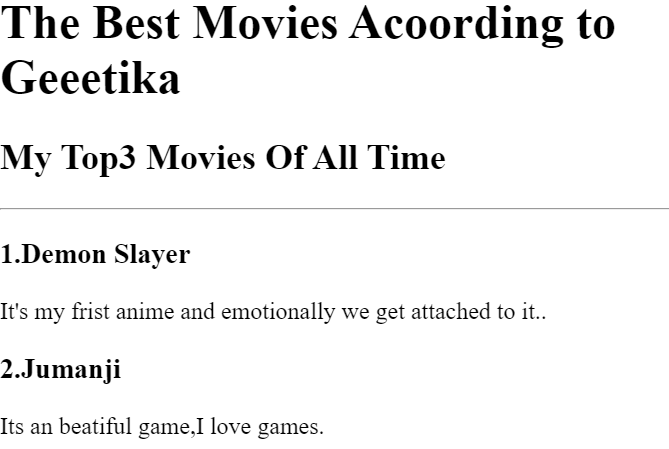 The Best Movies Acoording to
Geeetika
My Top3 Movies Of All Time
1.Demon Slayer
It's my frist anime and emotionally we get attached to it..
2.Jumanji
Its an beatiful game,I love games.